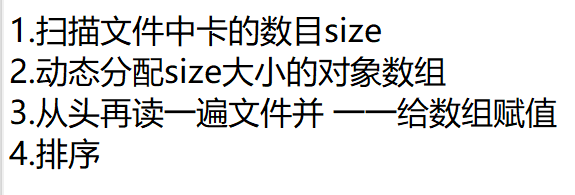 1.扫描文件中卡的数目size
2.动态分配size大小的对象数组
3.从头再读一遍文件并 一一给数组赋值
4.排序